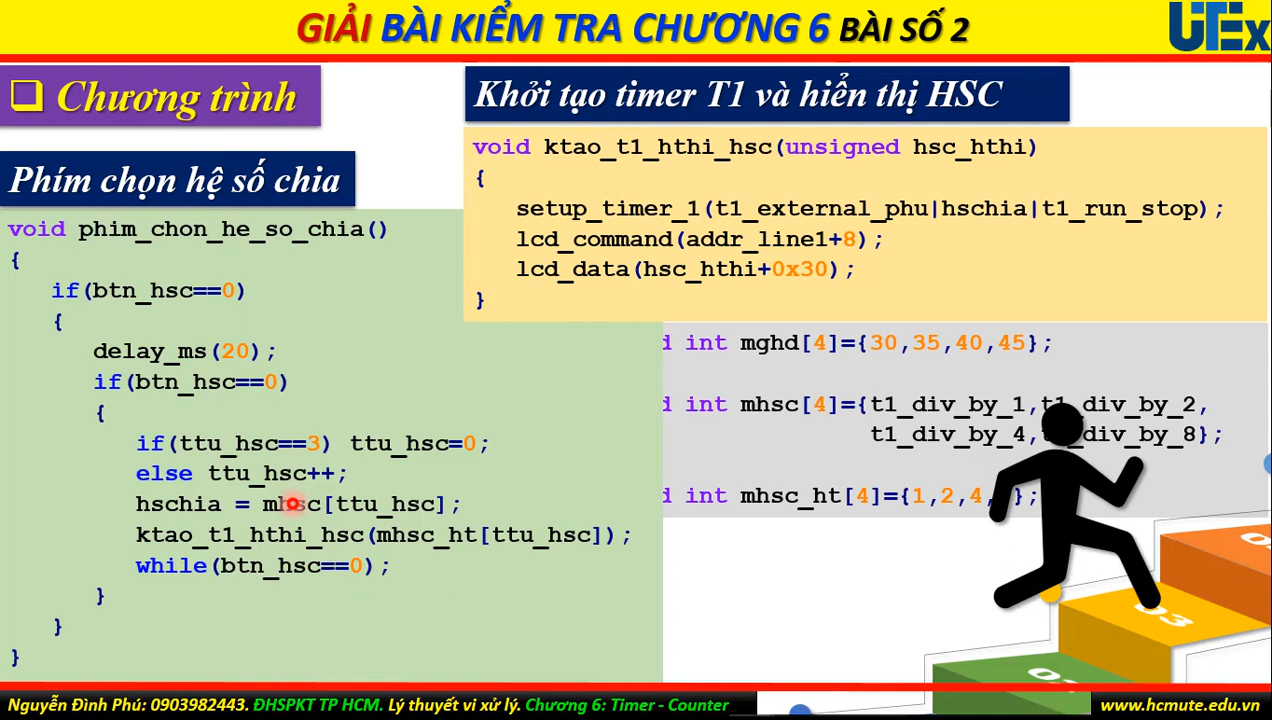 GIẢI BÀI KIỂM TRA CHƯƠNG 6 BÀI SỐ 2
UTEx
Chương trình
Khởi tạo timer T1 và hiển thị HSC
void ktao_t1_hthi_hsc(unsigned hsc_hthi)
{
setup_timer_1(t1_external_phu|hschia|t1_run_stop);
lcd_command(addr_line1+8);
lcd_data(hsc_hthi+0x30);
}
Phím chọn hệ số chia
void phim_chon_he_so_chia()
{
if(btn_hsc==0)
{
delay_ms(20);
if(btn_hsc==0)
{
if(ttu_hsc==3) ttu_hsc=0;
else ttu_hsc++;
hschia = mhsc[ttu_hsc];
ktao_t1_hthi_hsc(mhsc_ht[ttu_hsc]);
while(btn_hsc==0);
}
}
}
d int mghd[4]={30,35,40,45};
d int mhsc[4]={t1_div_by_1,t1_div_by_2,
t1_div_by_4,t1_div_by_8};
d int mhsc_ht[4]={1,2,4, };
03
Nguyễn Đình Phú: 0903982443. ĐHSPKT TP HCM. Lý thuyết vi xử lý. Chương 6: Timer - Counter
www.hcmute.edu.vn